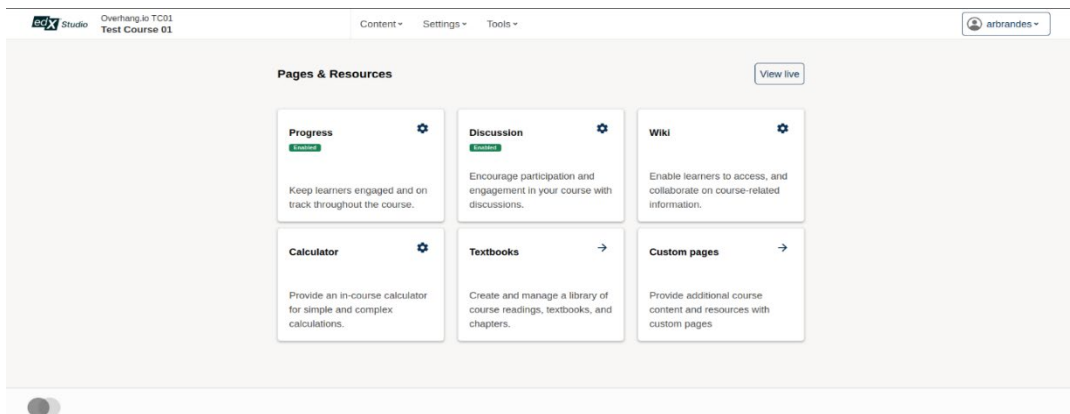 edX Studio
Overhang.io TC01
Test Course 01
Content
Settings
Tools
arbrandes
Pages & Resources
View live
Progress
Enabled
Keep learners engaged and on
track throughout the course.
Discussion
Enabled
Encourage participation and
engagement in your course with
discussions.
Wiki
Enable learners to access, and
collaborate on course-related
information.
Calculator
Provide an in-course calculator
for simple and complex
calculations.
Textbooks
Create and manage a library of
course readings, textbooks, and
chapters.
Custom pages
Provide additional course
content and resources with
custom pages